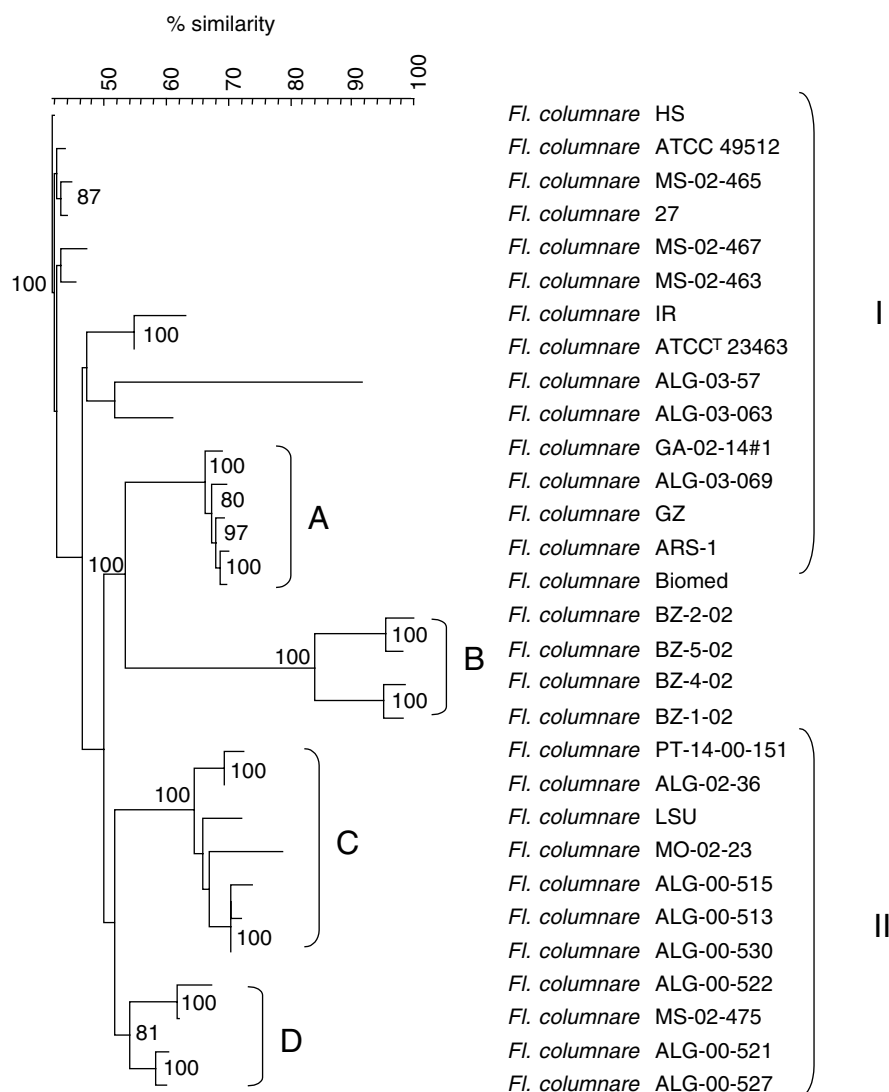 % similarity
50 60 70 80 90 100
Fl. columnare HS
Fl. columnare ATCC 49512
Fl. columnare MS-02-465
87
Fl. columnare 27
Fl. columnare MS-02-467
100
Fl. columnare MS-02-463
Fl. columnare IR
I
100
Fl. columnare ATCCᵀ 23463
Fl. columnare ALG-03-57
Fl. columnare ALG-03-063
Fl. columnare GA-02-14#1
100
Fl. columnare ALG-03-069
80
A
Fl. columnare GZ
97
Fl. columnare ARS-1
100
100
Fl. columnare Biomed
Fl. columnare BZ-2-02
100
Fl. columnare BZ-5-02
100
B
Fl. columnare BZ-4-02
100
Fl. columnare BZ-1-02
Fl. columnare PT-14-00-151
100
Fl. columnare ALG-02-36
100
Fl. columnare LSU
C
Fl. columnare MO-02-23
Fl. columnare ALG-00-515
Fl. columnare ALG-00-513
II
100
Fl. columnare ALG-00-530
Fl. columnare ALG-00-522
100
Fl. columnare MS-02-475
81
D
Fl. columnare ALG-00-521
100
Fl. columnare ALG-00-527